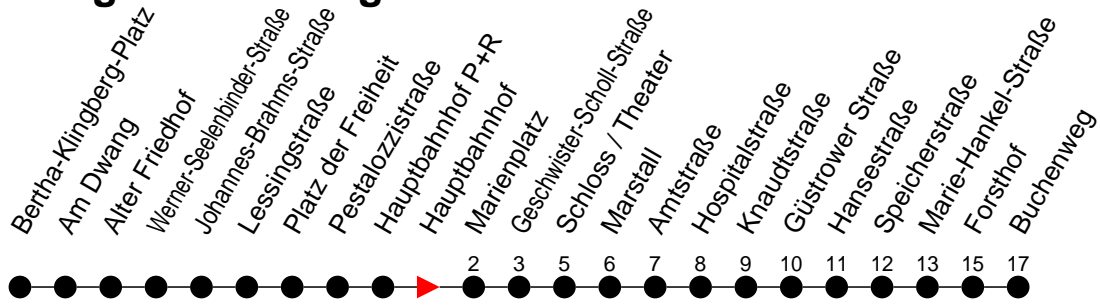 Bertha-Klingberg-Platz
Am Dwang
Alter Friedhof
Werner-Seelenbinder-Straße
Johannes-Brahms-Straße
Lessingstraße
Platz der Freiheit
Pestalozzistraße
Hauptbahnhof P+R
Hauptbahnhof
Marienplatz
Geschwister-Scholl-Straße
Schloss / Theater
Marstall
Amtstraße
Hospitalstraße
Knaudtstraße
Güstrower Straße
Hansestraße
Speicherstraße
Marie-Hankel-Straße
Forsthof
Buchenweg
2 3 5 6 7 8 9 10 11 12 13 15 17